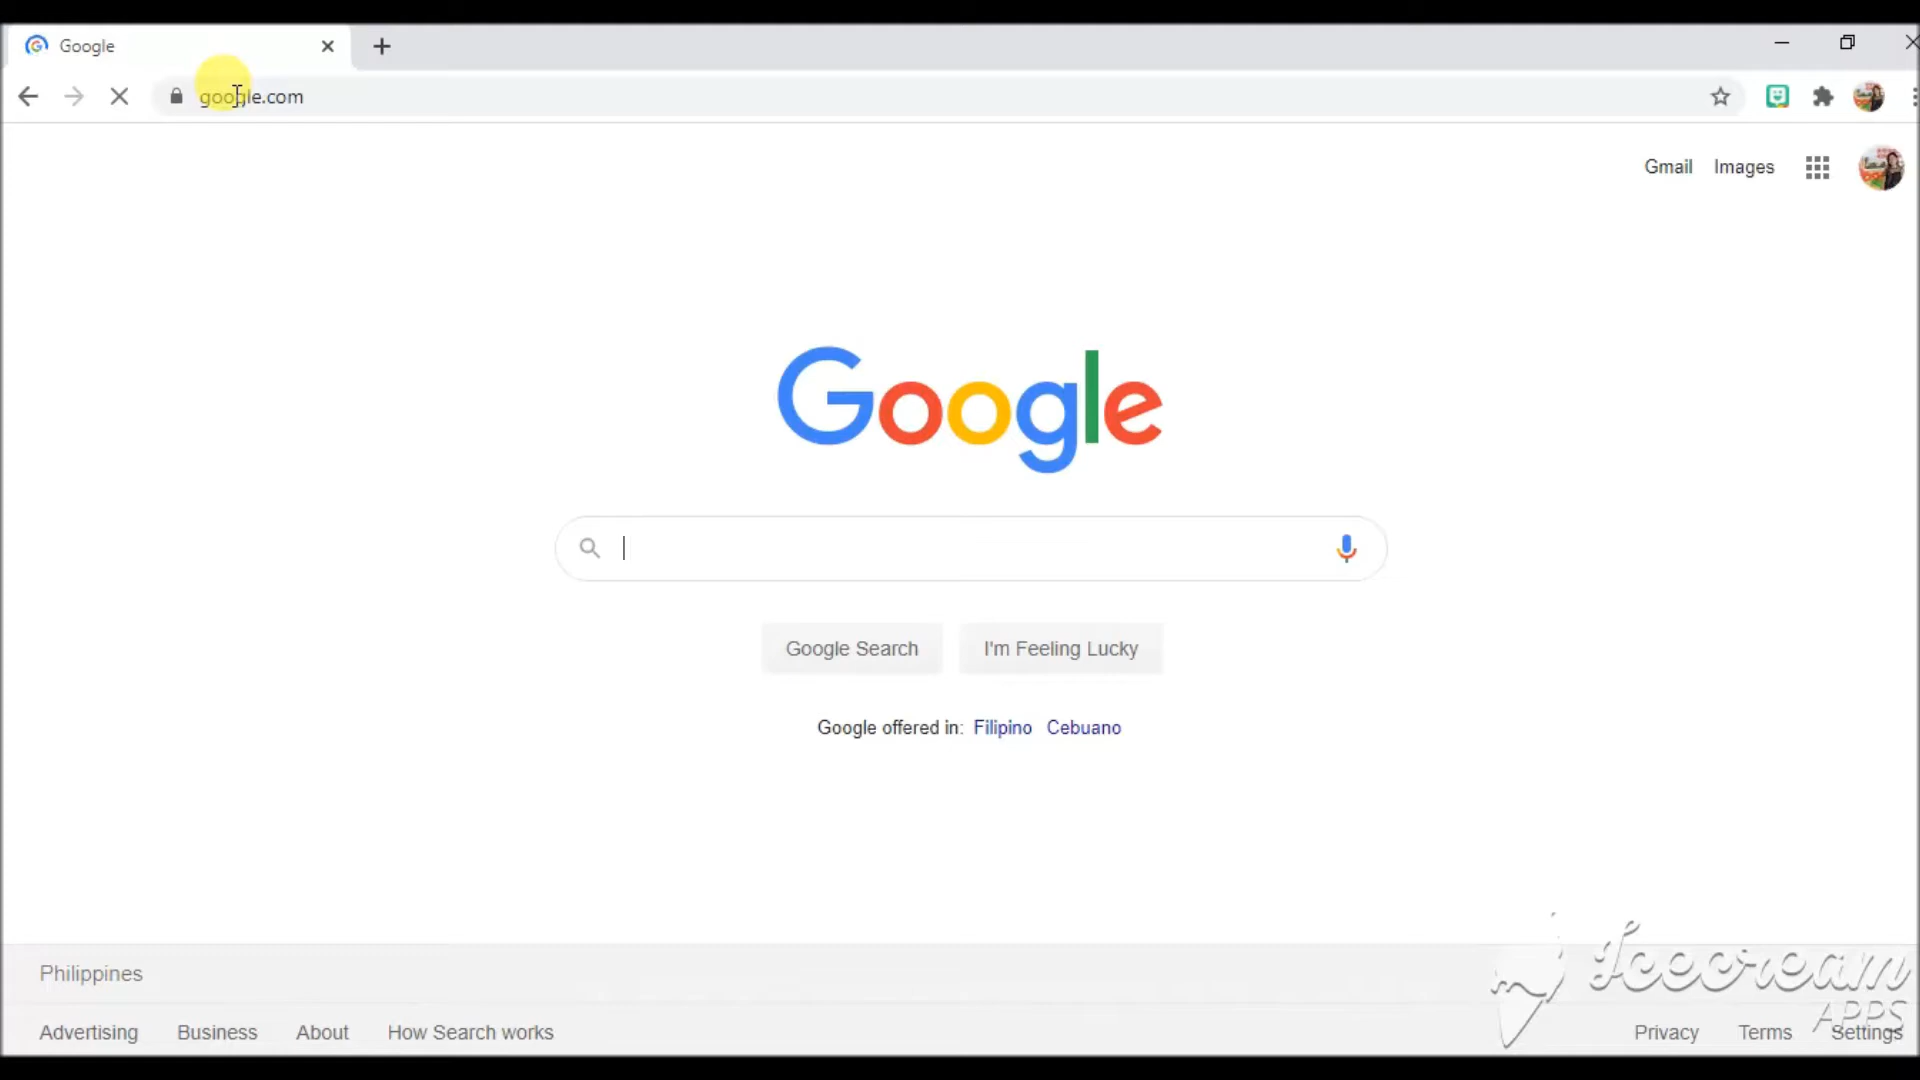 Google
google.com
Gmail Images
Google
Google Search I'm Feeling Lucky
Google offered in: Filipino Cebuano
Philippines
Icecream
APPS
Advertising Business About How Search works Privacy Terms Settings